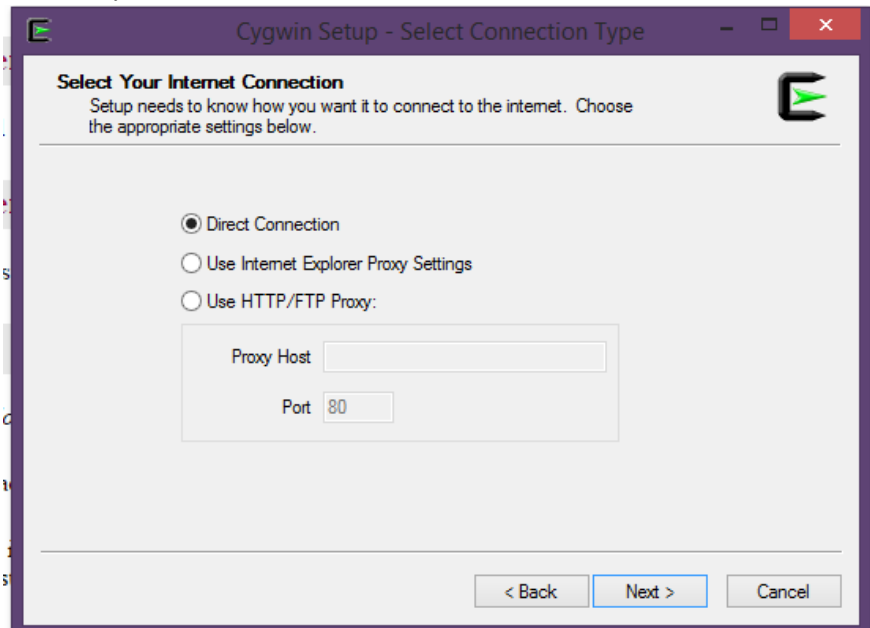 Cygwin Setup - Select Connection Type
Select Your Internet Connection
Setup needs to know how you want it to connect to the internet. Choose
the appropriate settings below.
Direct Connection
Use Internet Explorer Proxy Settings
Use HTTP/FTP Proxy:
Proxy Host
Port 80
< Back Next > Cancel